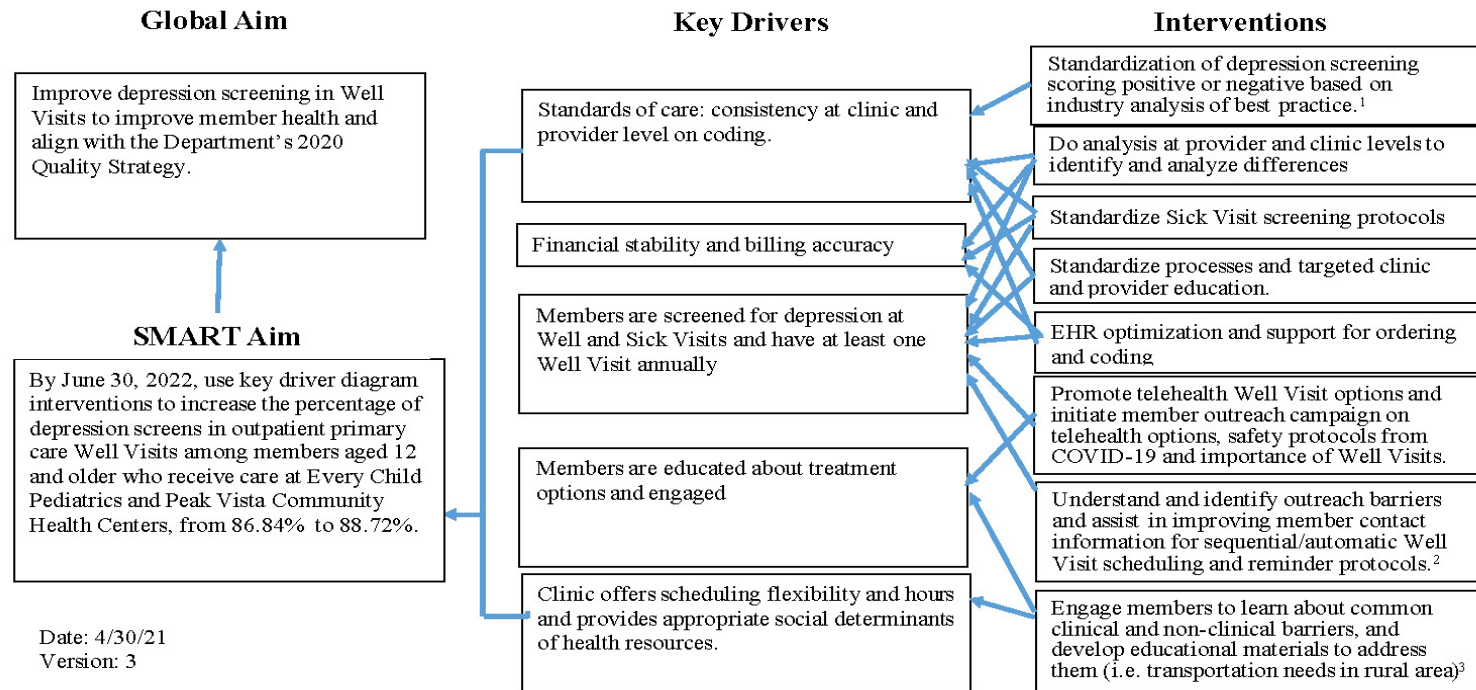 Global Aim
Improve depression screening in Well
Visits to improve member health and
align with the Department's 2020
Quality Strategy.
SMART Aim
By June 30, 2022, use key driver diagram
interventions to increase the percentage of
depression screens in outpatient primary
care Well Visits among members aged 12
and older who receive care at Every Child
Pediatrics and Peak Vista Community
Health Centers, from 86.84% to 88.72%.
Date: 4/30/21
Version: 3
Key Drivers
Standards of care: consistency at clinic and
provider level on coding.
Financial stability and billing accuracy
Members are screened for depression at
Well and Sick Visits and have at least one
Well Visit annually
Members are educated about treatment
options and engaged
Clinic offers scheduling flexibility and hours
and provides appropriate social determinants
of health resources.
Interventions
Standardization of depression screening
scoring positive or negative based on
industry analysis of best practice.¹
Do analysis at provider and clinic levels to
identify and analyze differences
Standardize Sick Visit screening protocols
Standardize processes and targeted clinic
and provider education.
EHR optimization and support for ordering
and coding
Promote telehealth Well Visit options and
initiate member outreach campaign on
telehealth options, safety protocols from
COVID-19 and importance of Well Visits.
Understand and identify outreach barriers
and assist in improving member contact
information for sequential/automatic Well
Visit scheduling and reminder protocols.²
Engage members to learn about common
clinical and non-clinical barriers, and
develop educational materials to address
them (i.e. transportation needs in rural area)³